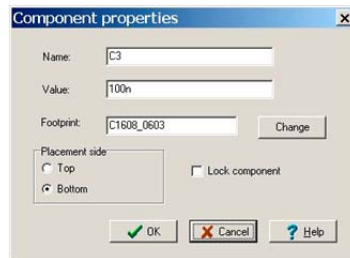 Component properties
Name: C3
Value: 100n
Footprint: C1608_0603 Change
Placement side
Top
Bottom
Lock component
OK Cancel Help